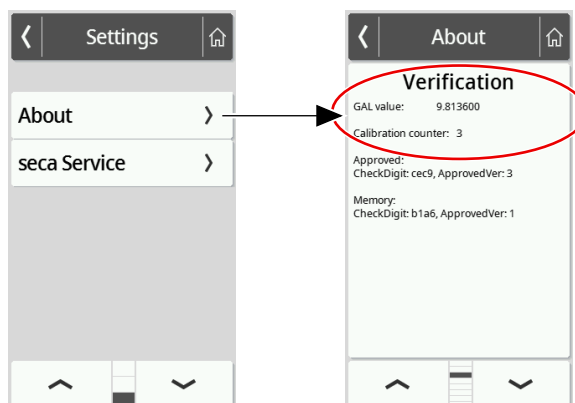 Settings
About
seca Service
About
Verification
GAL value: 9.813600
Calibration counter: 3
Approved:
CheckDigit: cec9, ApprovedVer: 3
Memory:
CheckDigit: b1a6, ApprovedVer: 1